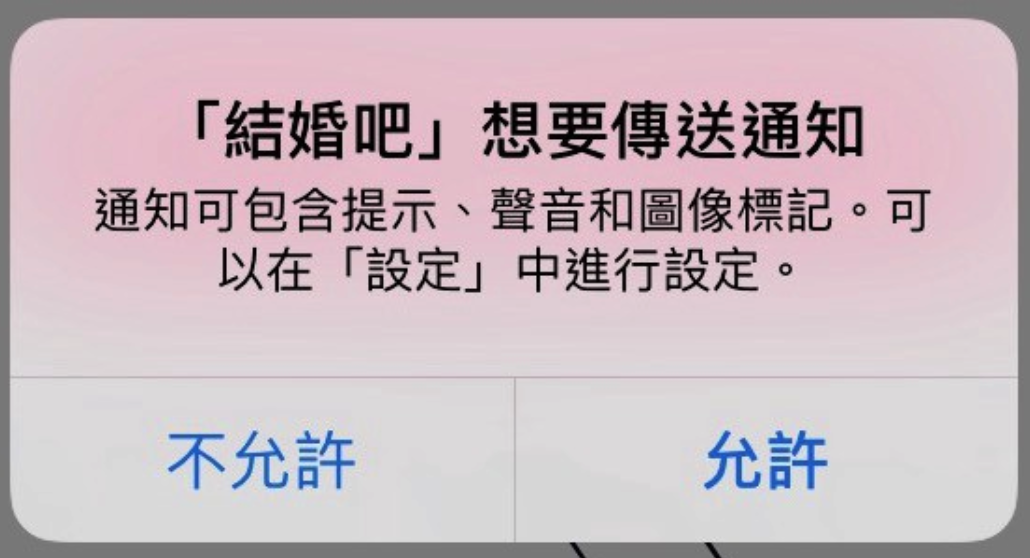 「結婚吧」想要傳送通知
通知可包含提示、聲音和圖像標記。可
以在「設定」中進行設定。
不允許
允許